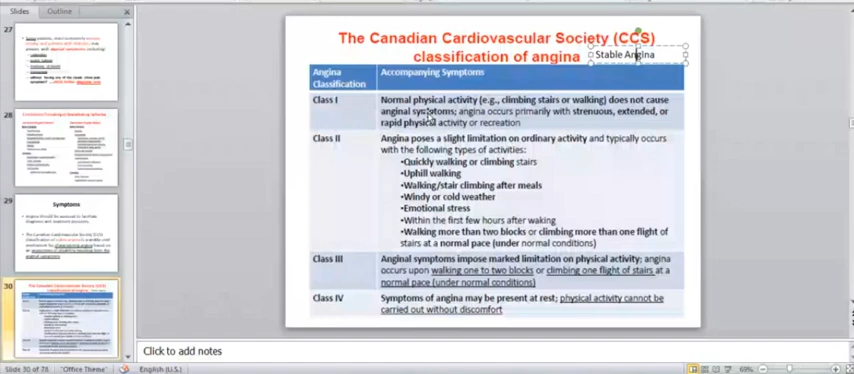 Slides Outline
27
28
29
Symptoms
30
The Canadian Cardiovascular Society (CCS)
classification of angina
Stable Angina
Angina Accompanying Symptoms
Classification
Class I Normal physical activity (e.g., climbing stairs or walking) does not cause
anginal symptoms; angina occurs primarily with strenuous, extended, or
rapid physical activity or recreation
Class II Angina poses a slight limitation on ordinary activity and typically occurs
with the following types of activities:
•Quickly walking or climbing stairs
•Uphill walking
•Walking/stair climbing after meals
•Windy or cold weather
•Emotional stress
•Within the first few hours after waking
•Walking more than two blocks or climbing more than one flight of
stairs at a normal pace (under normal conditions)
Class III Anginal symptoms impose marked limitation on physical activity; angina
occurs upon walking one to two blocks or climbing one flight of stairs at a
normal pace (under normal conditions)
Class IV Symptoms of angina may be present at rest; physical activity cannot be
carried out without discomfort
Click to add notes
Slide 30 of 78 "Office Theme" English (U.S.) 69%